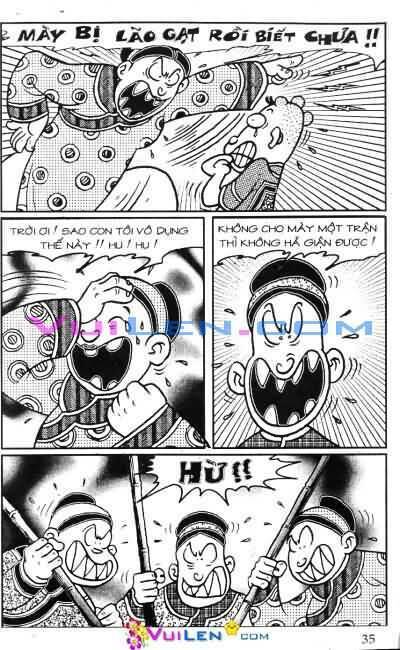 MÀY BỊ LÃO GẠT RỒI BIẾT CHƯA!!
TRỜI ƠI! SAO CON TÔI VÔ DỤNG
THẾ NÀY!! HU! HU!
KHÔNG CHO MÀY MỘT TRẬN
THÌ KHÔNG HẢ GIẬN ĐƯỢC!
VUILEN.COM
HỪ!!
35
VUILEN.COM